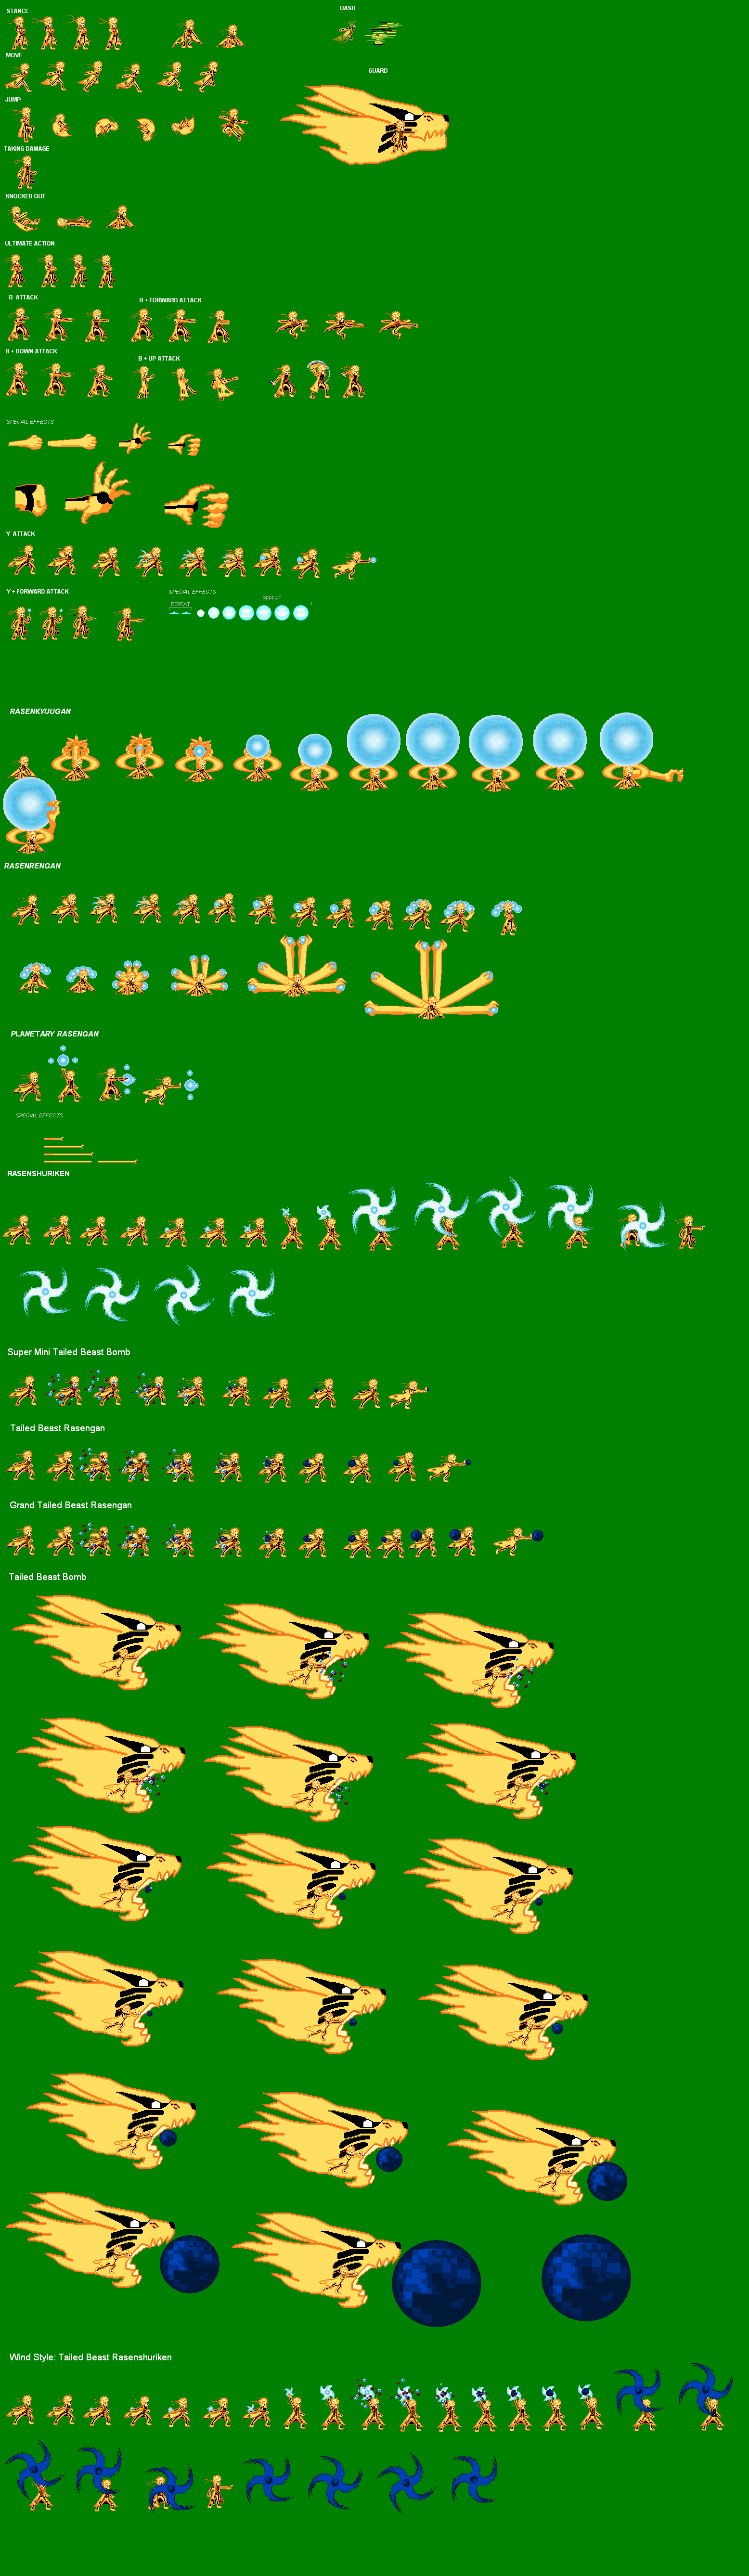 STANCE
DASH
MOVE
GUARD
JUMP
TAKING DAMAGE
KNOCKED OUT
ULTIMATE ACTION
B ATTACK
B + FORWARD ATTACK
B + DOWN ATTACK
B + UP ATTACK
SPECIAL EFFECTS
Y ATTACK
Y + FORWARD ATTACK
SPECIAL EFFECTS
REPEAT
REPEAT
RASENKYUUGAN
RASENRENGAN
PLANETARY RASENGAN
SPECIAL EFFECTS
RASENSHURIKEN
Super Mini Tailed Beast Bomb
Tailed Beast Rasengan
Grand Tailed Beast Rasengan
Tailed Beast Bomb
Wind Style: Tailed Beast Rasenshuriken